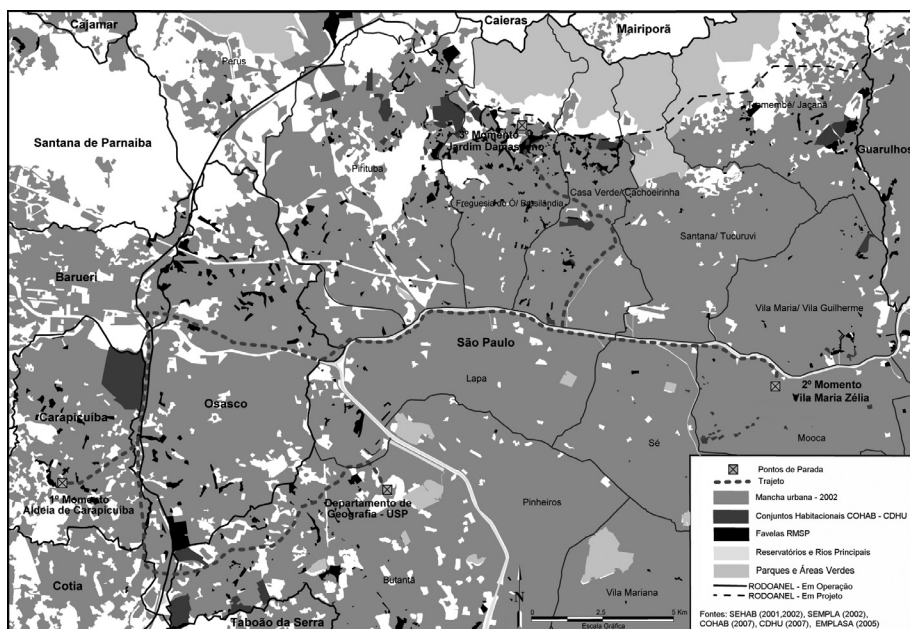 Cajamar
Caieras
Mairiporã
Perus
Tremembé/ Jaçanã
Santana de Parnaiba
3º Momento
Jardim Damasceno
Guarulhos
Pirituba
Casa Verde/ Cachoeirinha
Freguesia do Ó/ Brasilândia
Santana/ Tucuruvi
Barueri
Vila Maria/ Vila Guilherme
São Paulo
Lapa
2º Momento
Vila Maria Zélia
Carapicuíba
Osasco
Sé
Mooca
1º Momento
Aldeia de Carapicuíba
Departamento de
Geografia - USP
Pinheiros
Cotia
Butantã
Vila Mariana
Taboão da Serra
N
0
2.5
5 Km
Escala Gráfica
Pontos de Parada
Trajeto
Mancha urbana - 2002
Conjuntos Habitacionais COHAB - CDHU
Favelas RMSP
Reservatórios e Rios Principais
Parques e Áreas Verdes
RODOANEL - Em Operação
RODOANEL - Em Projeto
Fontes: SEHAB (2001,2002), SEMPLA (2002),
COHAB (2007), CDHU (2007), EMPLASA (2005)